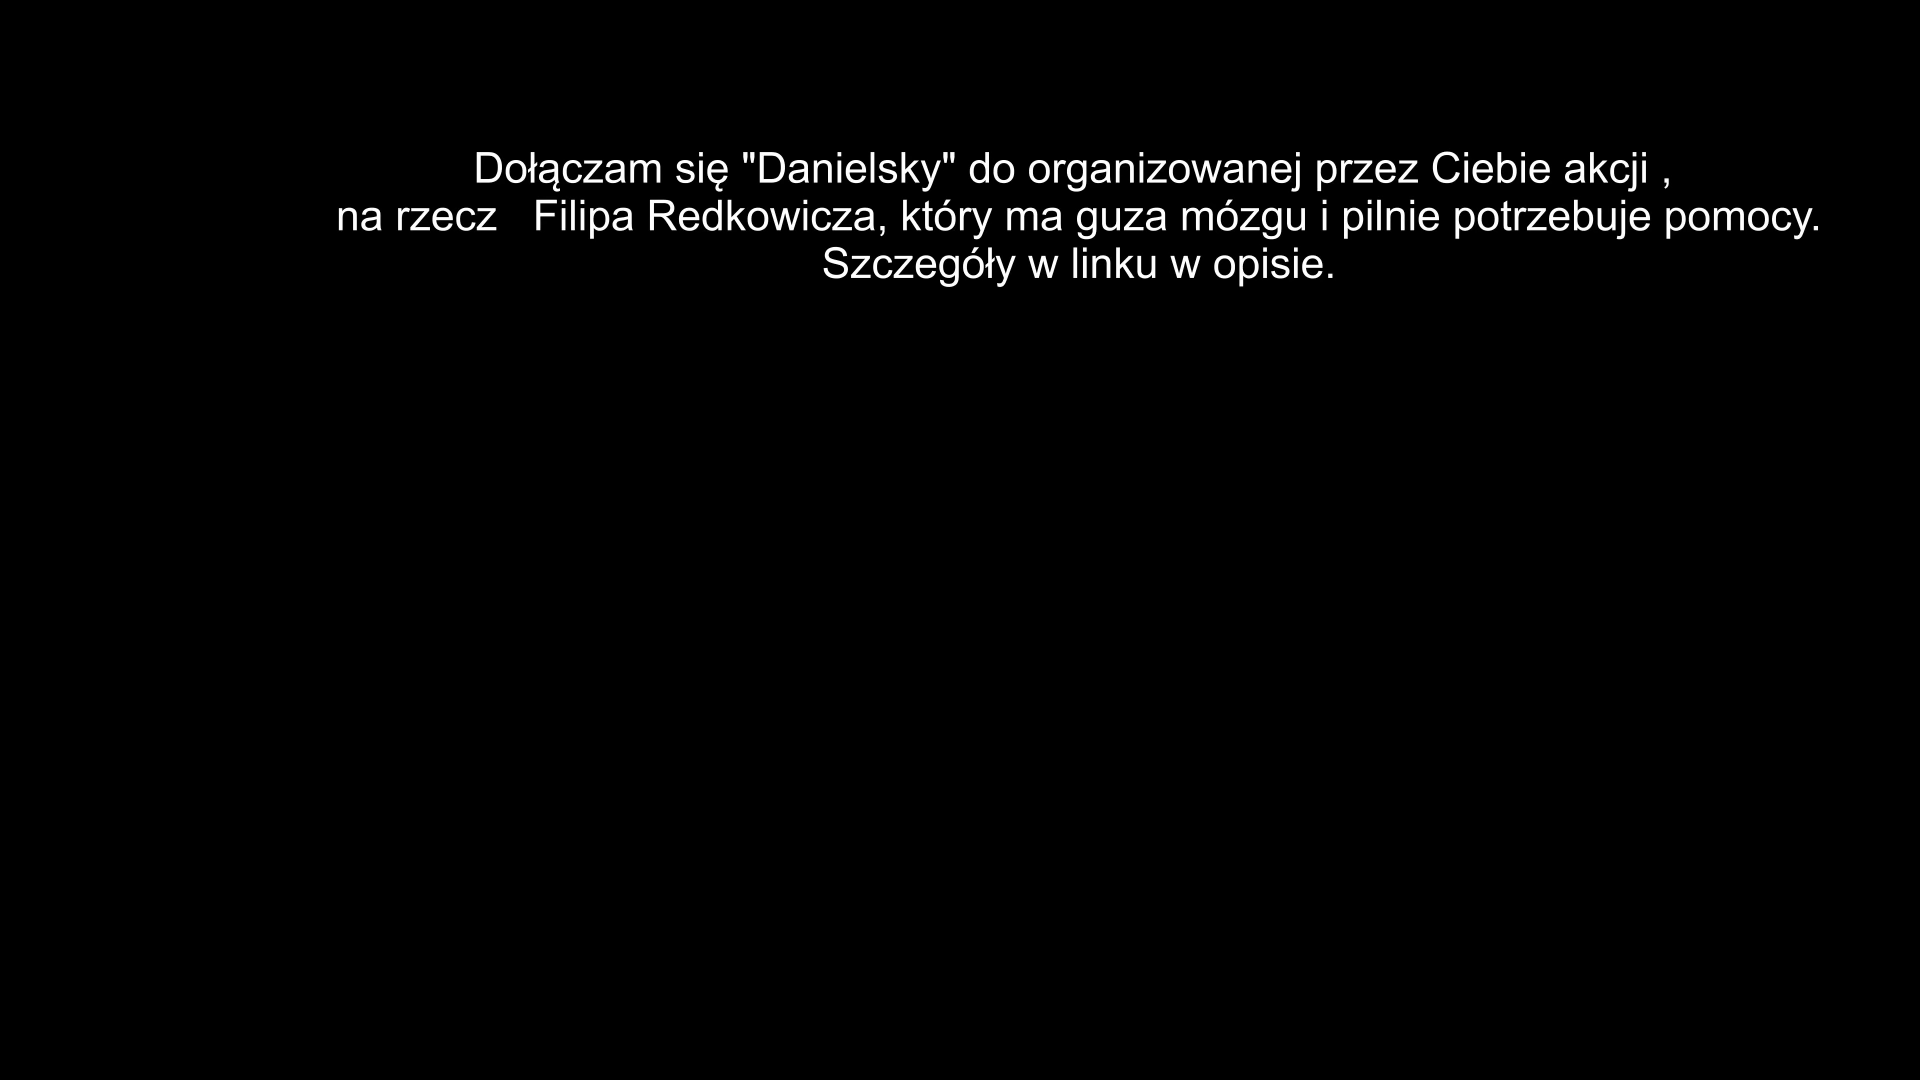 Dołączam się "Danielsky" do organizowanej przez Ciebie akcji ,
na rzecz   Filipa Redkowicza, który ma guza mózgu i pilnie potrzebuje pomocy.
Szczegóły w linku w opisie.